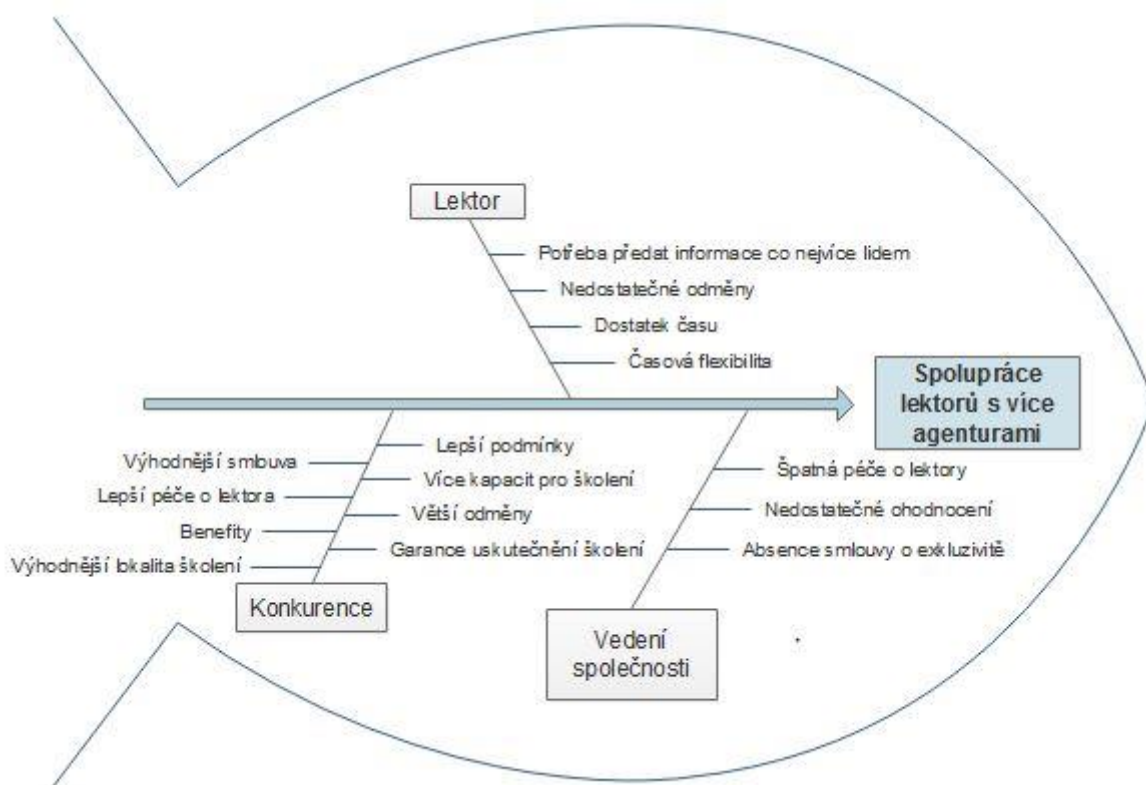 Lektor
Potřeba předat informace co nejvíce lidem
Nedostatečné odměny
Dostatek času
Časová flexibilita
Spolupráce
lektorů s více
agenturami
Výhodnější smbuva
Lepší péče o lektora
Benefity
Výhodnější bkalita školení
Lepší podmínky
Více kapacit pro školení
Větší odměny
Garance uskutečnění školení
Konkurence
Špatná péče o lektory
Nedostatečné ohodnocení
Absence smlouvy o exkluzivitě
Vedení
společnosti